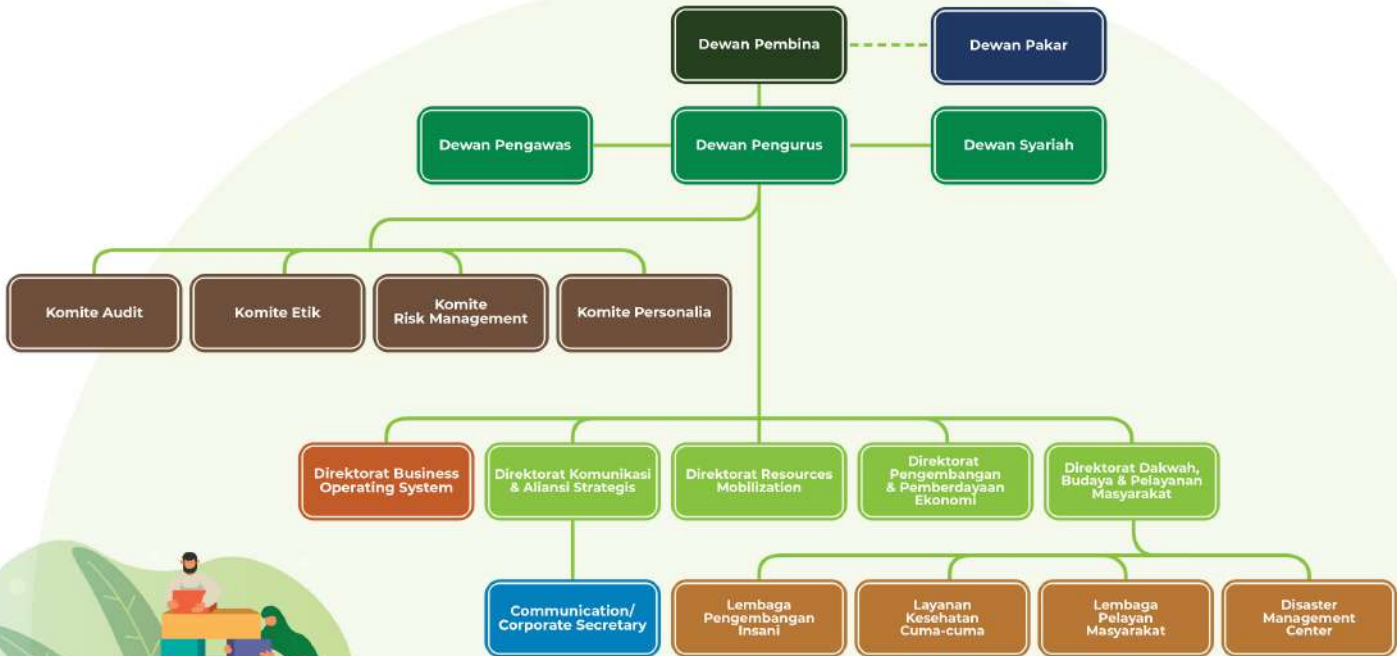 Dewan Pembina
Dewan Pakar
Dewan Pengawas
Dewan Pengurus
Dewan Syariah
Komite Audit
Komite Etik
Komite
Risk Management
Komite Personalia
Direktorat Business
Operating System
Direktorat Komunikasi
& Aliansi Strategis
Direktorat Resources
Mobilization
Direktorat
Pengembangan
& Pemberdayaan
Ekonomi
Direktorat Dakwah,
Budaya & Pelayanan
Masyarakat
Communication/
Corporate Secretary
Lembaga
Pengembangan
Insani
Layanan
Kesehatan
Cuma-cuma
Lembaga
Pelayan
Masyarakat
Disaster
Management
Center